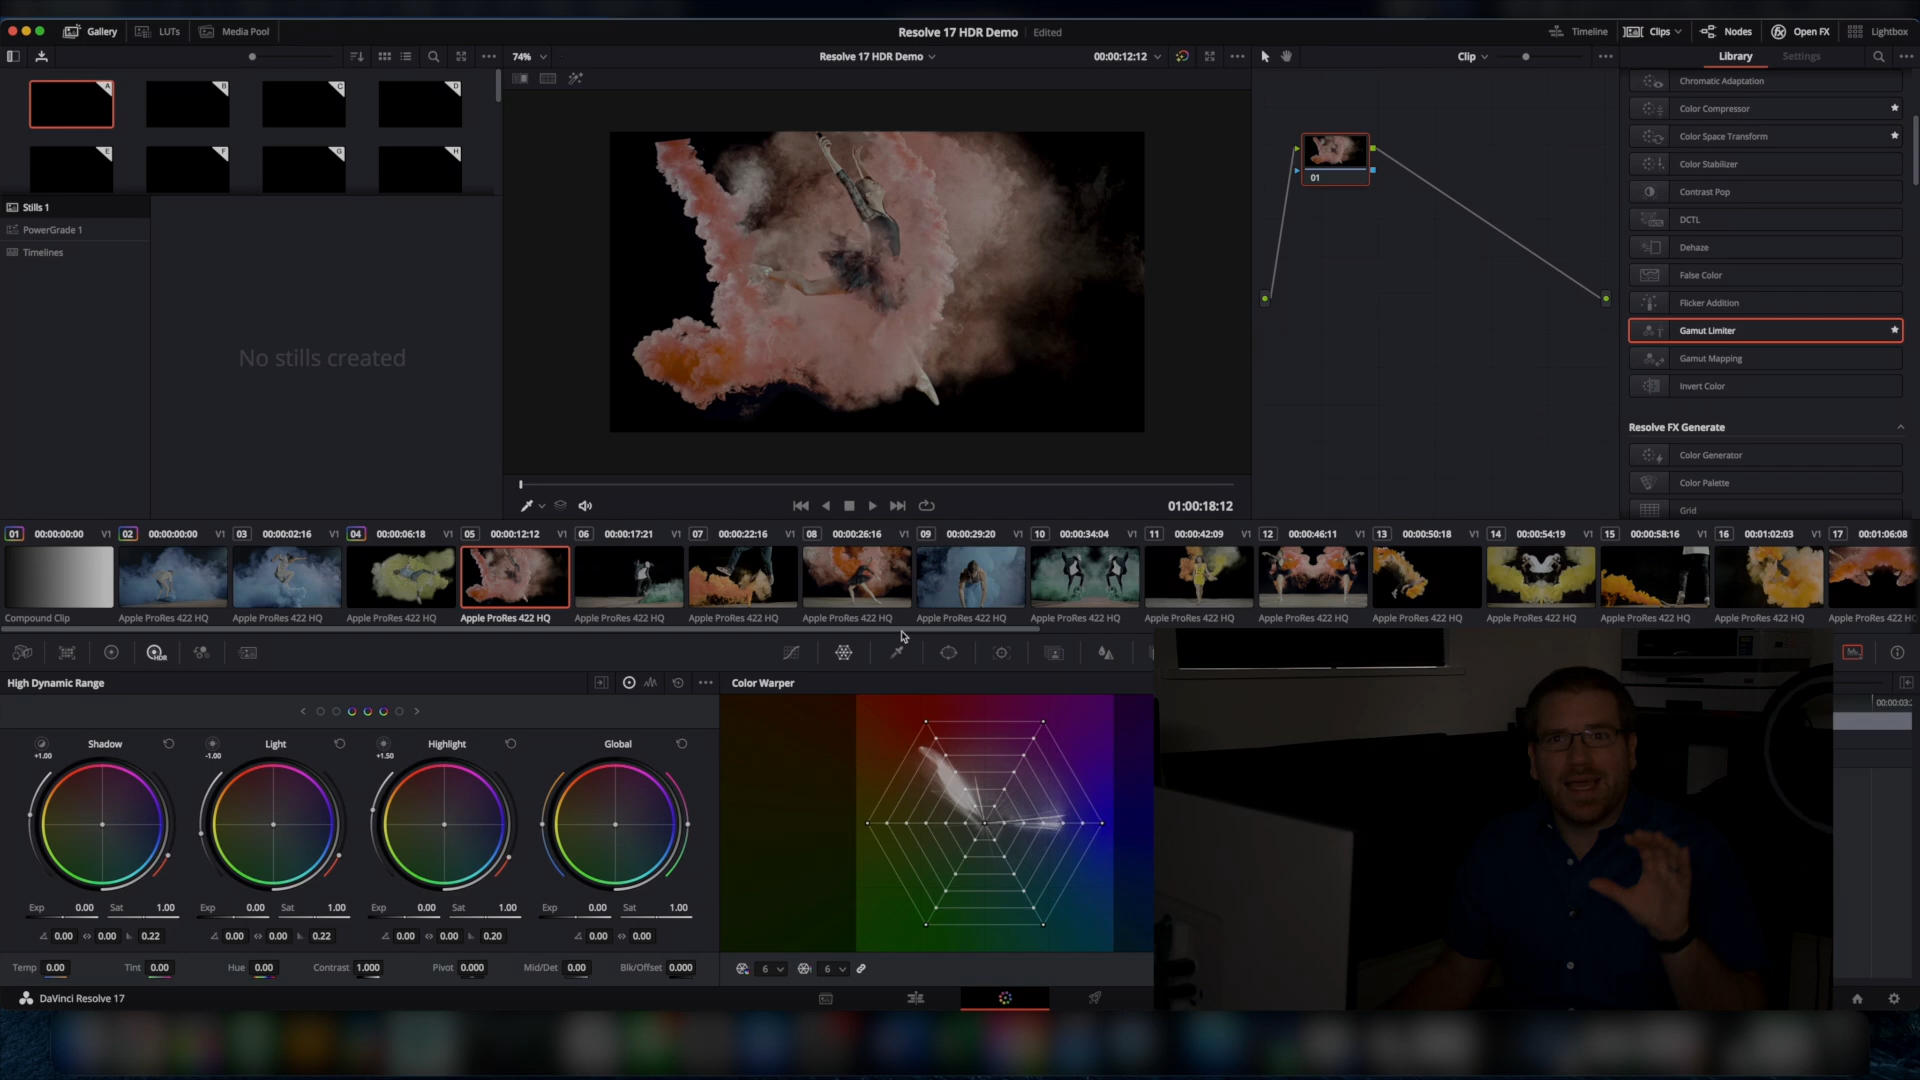 Gallery LUTs Media Pool Resolve 17 HDR Demo Edited Timeline Clips Nodes Open FX Lightbox
74% Resolve 17 HDR Demo 00:00:12:12 Clip Library Settings
A B C D
E F G H
Stills 1
PowerGrade 1
Timelines
No stills created
01
Chromatic Adaptation
Color Compressor
Color Space Transform
Color Stabilizer
Contrast Pop
DCTL
Dehaze
False Color
Flicker Addition
Gamut Limiter
Gamut Mapping
Invert Color
Resolve FX Generate
Color Generator
Color Palette
Grid
01:00:18:12
01 00:00:00:00 V1 02 00:00:00:00 V1 03 00:00:02:16 V1 04 00:00:06:18 V1 05 00:00:12:12 V1 06 00:00:17:21 V1 07 00:00:22:16 V1 08 00:00:26:16 V1 09 00:00:29:20 V1 10 00:00:34:04 V1 11 00:00:42:09 V1 12 00:00:46:11 V1 13 00:00:50:18 V1 14 00:00:54:19 V1 15 00:00:58:16 V1 16 00:01:02:03 V1 17 00:01:06:08
Compound Clip Apple ProRes 422 HQ Apple ProRes 422 HQ Apple ProRes 422 HQ Apple ProRes 422 HQ Apple ProRes 422 HQ Apple ProRes 422 HQ Apple ProRes 422 HQ Apple ProRes 422 HQ Apple ProRes 422 HQ Apple ProRes 422 HQ Apple ProRes 422 HQ Apple ProRes 422 HQ Apple ProRes 422 HQ Apple ProRes 422 HQ Apple ProRes 422 HQ Apple ProRes 422 HQ
HDR
High Dynamic Range Color Warper
00:00:03:
Shadow Light Highlight Global
+1.00 -1.00 +1.50
Exp 0.00 Sat 1.00 Exp 0.00 Sat 1.00 Exp 0.00 Sat 1.00 Exp 0.00 Sat 1.00
0.00 0.00 0.22 0.00 0.00 0.22 0.00 0.00 0.20 0.00 0.00
Temp 0.00 Tint 0.00 Hue 0.00 Contrast 1.000 Pivot 0.000 Mid/Det 0.00 Blk/Offset 0.000 6 6
DaVinci Resolve 17